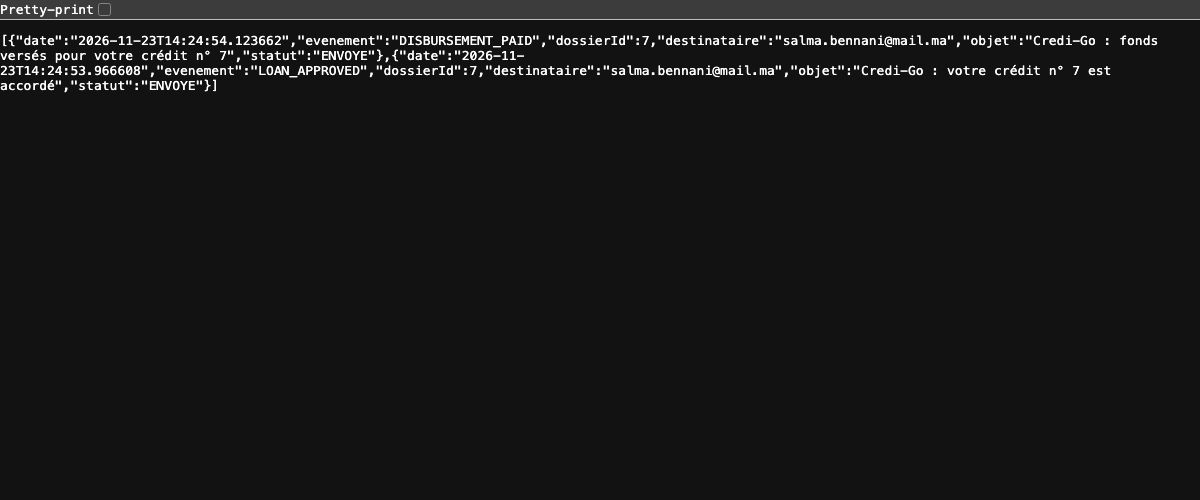 Pretty-print
[{"date":"2026-11-23T14:24:54.123662","evenement":"DISBURSEMENT_PAID","dossierId":7,"destinataire":"salma.bennani@mail.ma","objet":"Credi-Go : fonds
versés pour votre crédit n° 7","statut":"ENVOYE"},{"date":"2026-11-
23T14:24:53.966608","evenement":"LOAN_APPROVED","dossierId":7,"destinataire":"salma.bennani@mail.ma","objet":"Credi-Go : votre crédit n° 7 est
accordé","statut":"ENVOYE"}]